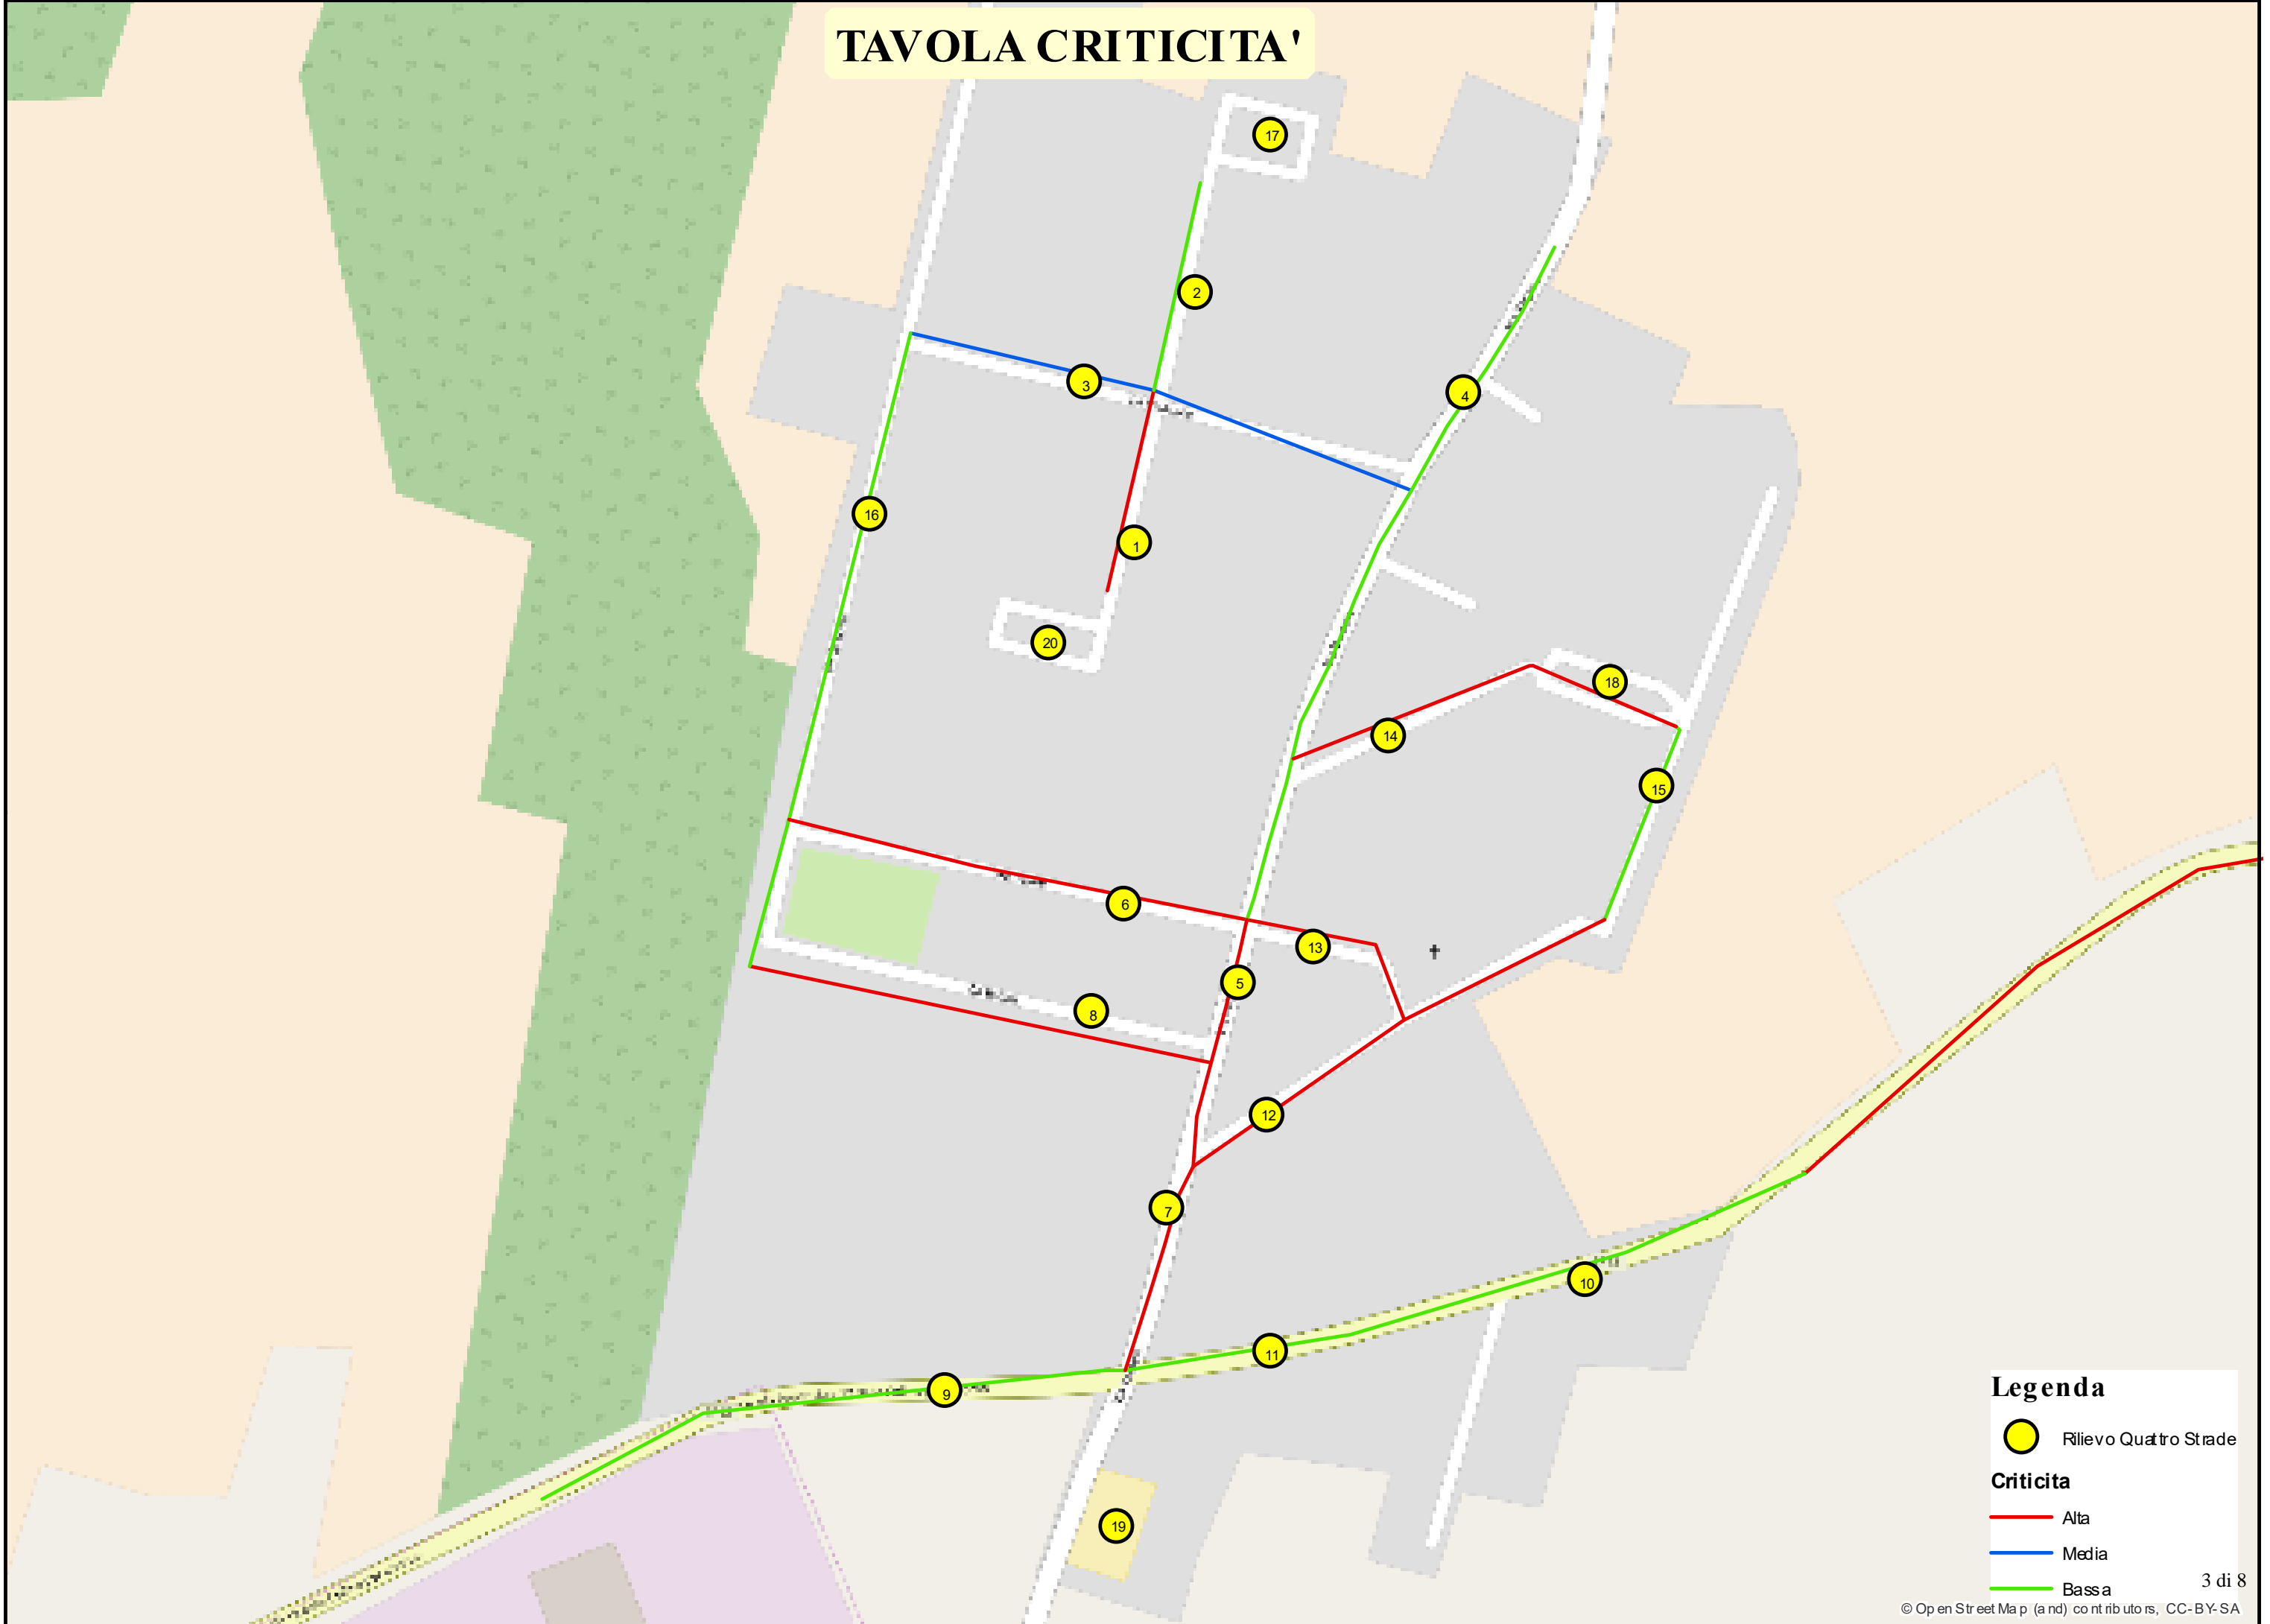 TAVOLA CRITICITA'
17
2
3
4
16
1
20
18
14
15
6
13
5
8
12
7
10
11
9
19
Legenda
Rilievo Quattro Strade
Criticita
Alta
Media
Bassa
3 di 8
© OpenStreetMap (and) contributors, CC-BY-SA